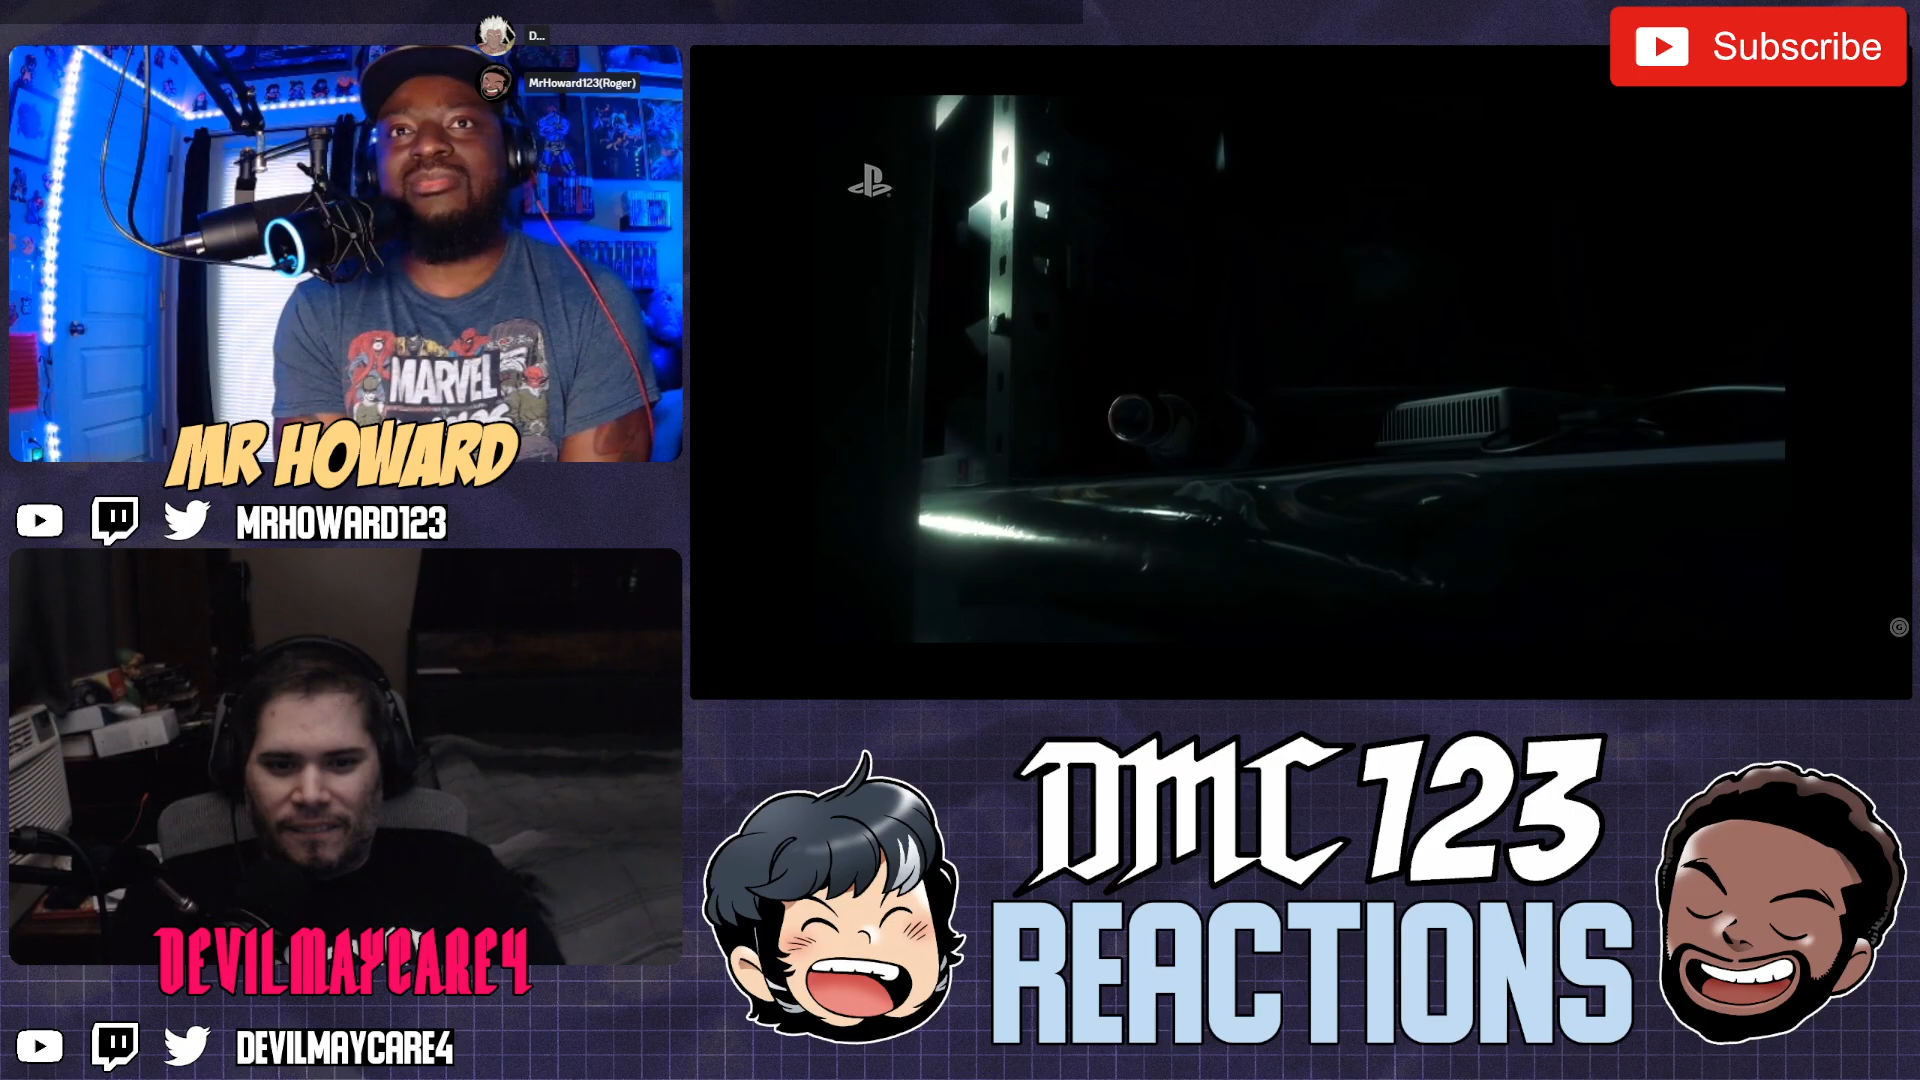 D...
MrHoward123(Roger)
Subscribe
MARVEL
MR HOWARD
MRHOWARD123
DEVILMAYCARE4
DEVILMAYCARE4
DMC 123
REACTIONS